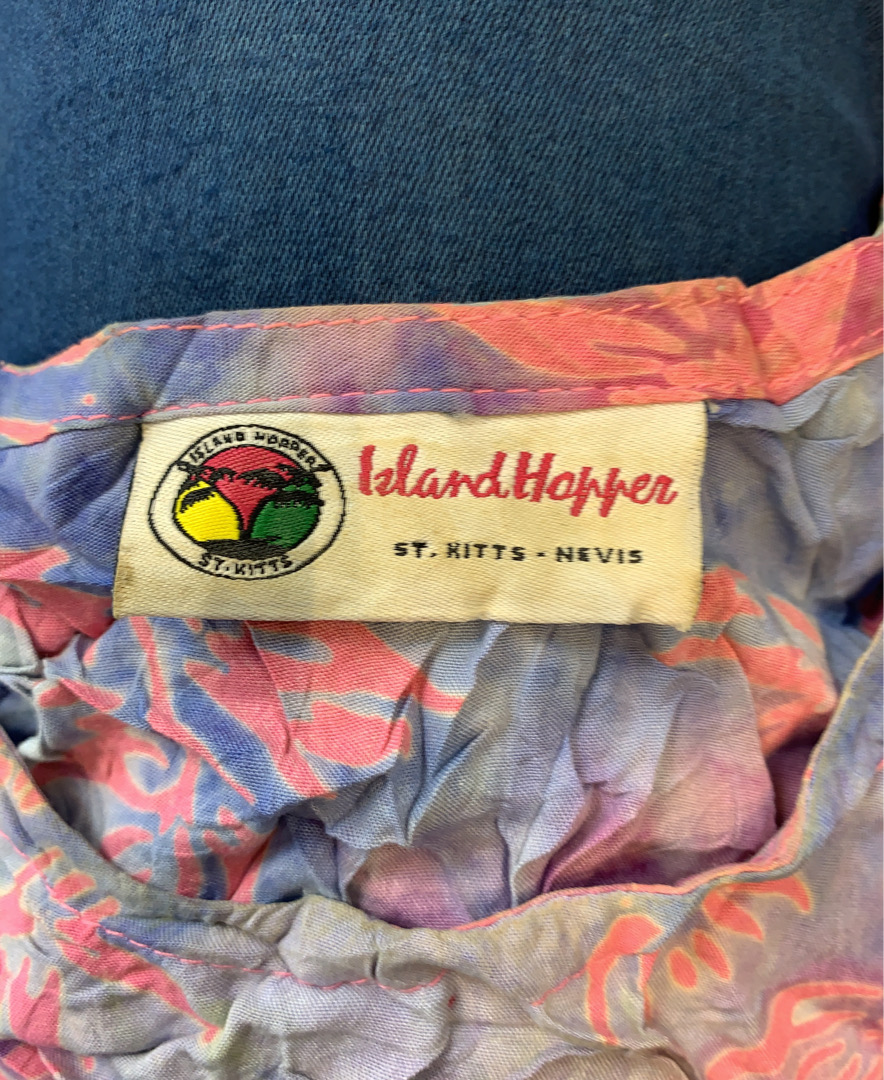 ISLAND HOPPER
ST. KITTS
Island Hopper
ST. KITTS - NEVIS